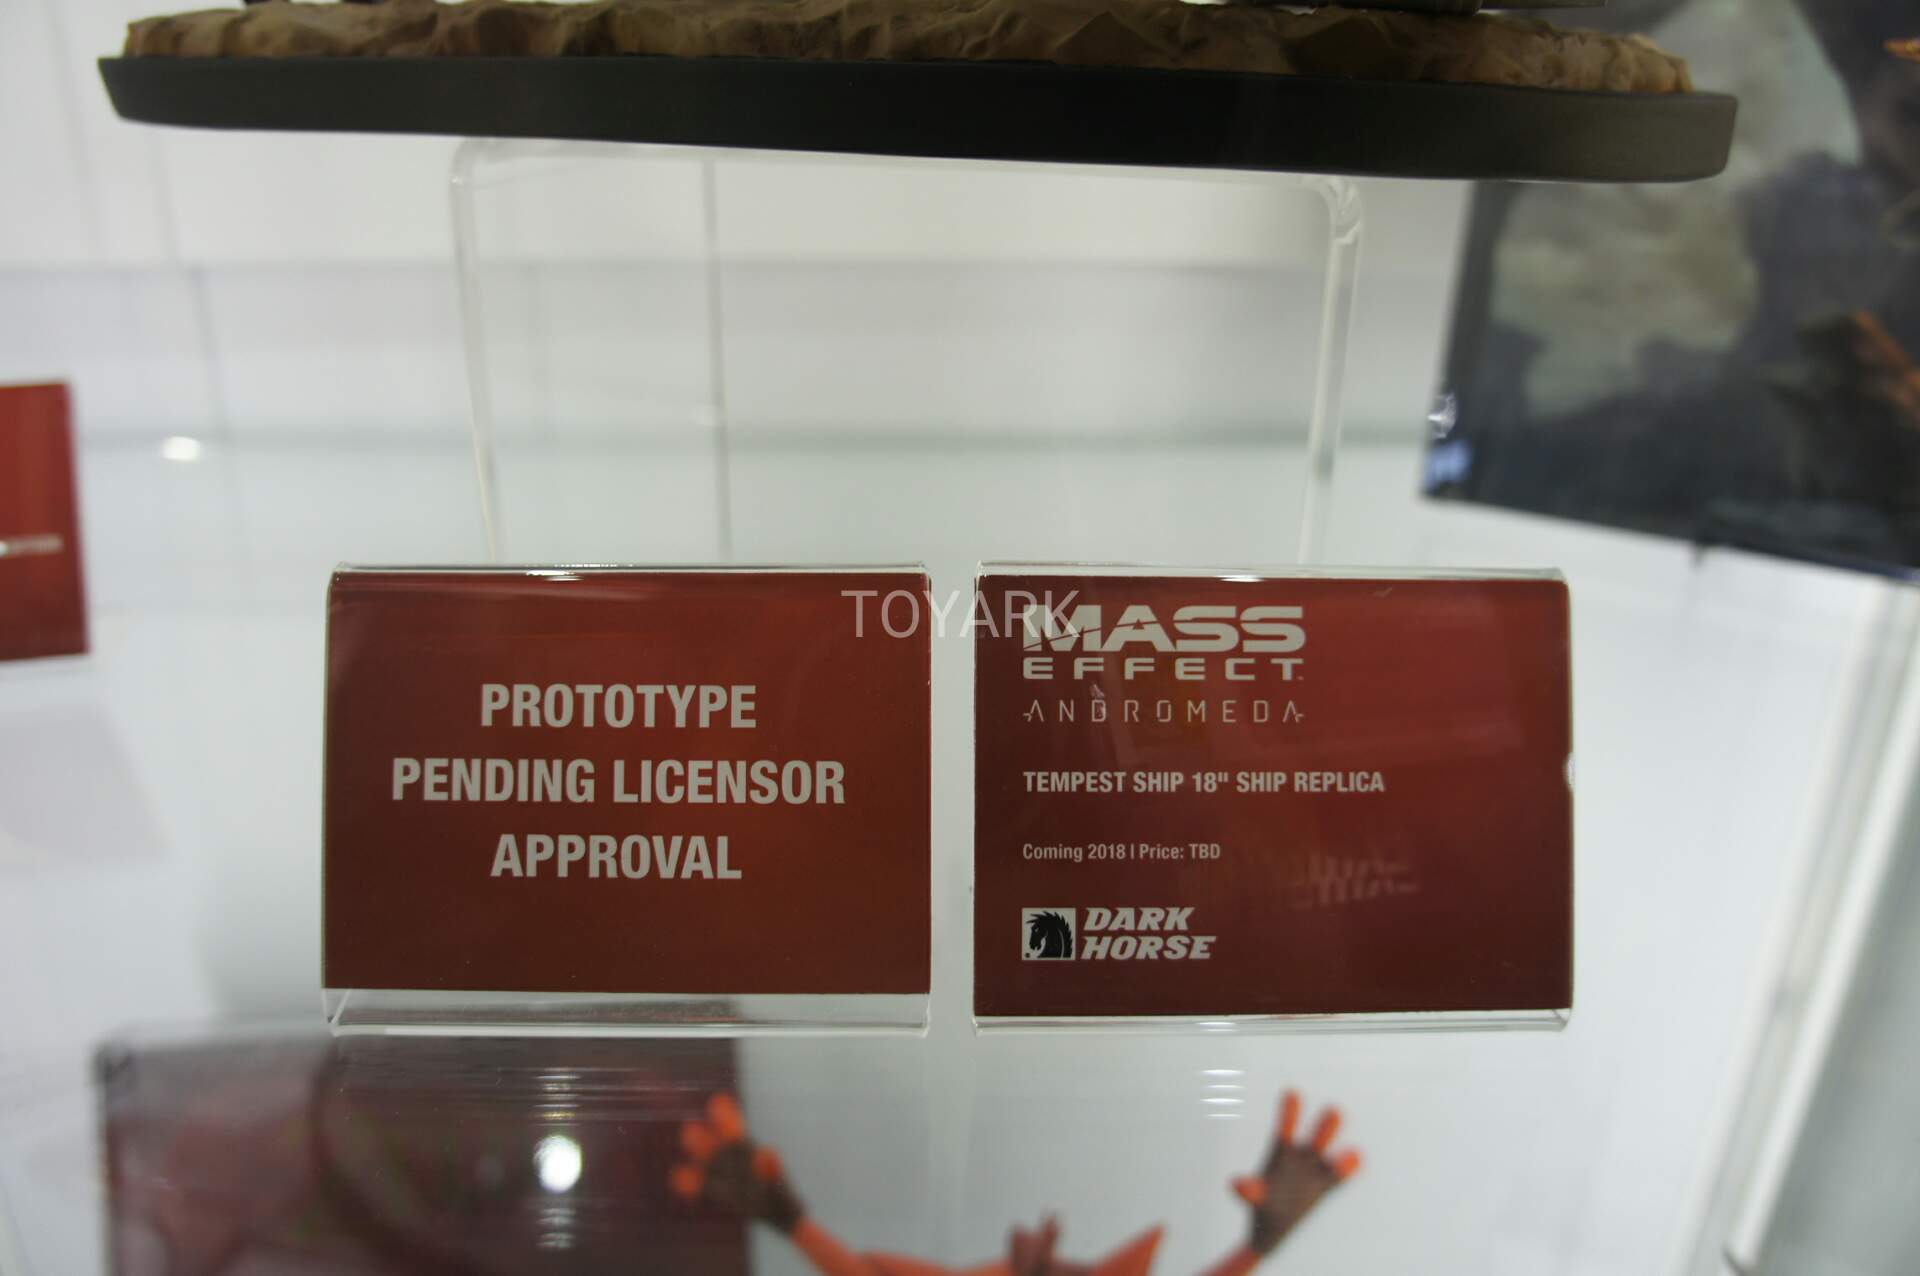 TOYARK
PROTOTYPE
PENDING LICENSOR
APPROVAL
MASS
EFFECT
ANDROMEDA
TEMPEST SHIP 18" SHIP REPLICA
Coming 2018 | Price: TBD
DARK
HORSE